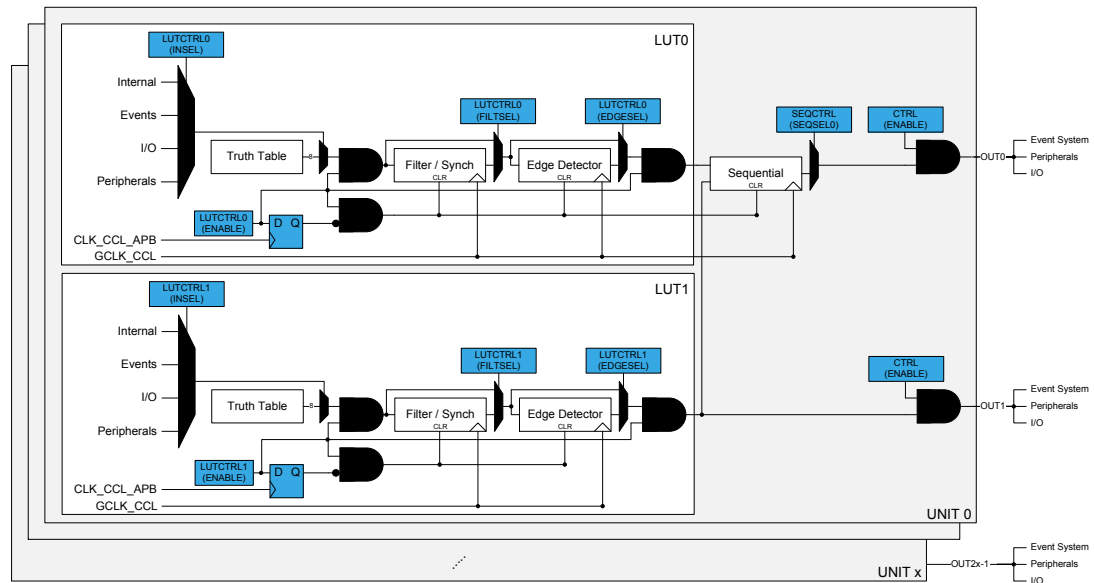 LUTCTRL0
(INSEL)
LUT0
Internal
Events
I/O
Peripherals
Truth Table
8
LUTCTRL0
(FILTSEL)
Filter / Synch
CLR
LUTCTRL0
(EDGESEL)
Edge Detector
CLR
SEQCTRL
(SEQSEL0)
Sequential
CLR
CTRL
(ENABLE)
OUT0
Event System
Peripherals
I/O
LUTCTRL0
(ENABLE)
D Q
CLK_CCL_APB
GCLK_CCL
LUTCTRL1
(INSEL)
LUT1
Internal
Events
I/O
Peripherals
Truth Table
8
LUTCTRL1
(FILTSEL)
Filter / Synch
CLR
LUTCTRL1
(EDGESEL)
Edge Detector
CLR
CTRL
(ENABLE)
OUT1
Event System
Peripherals
I/O
LUTCTRL1
(ENABLE)
D Q
CLK_CCL_APB
GCLK_CCL
UNIT 0
UNIT x
OUT2x-1
Event System
Peripherals
I/O